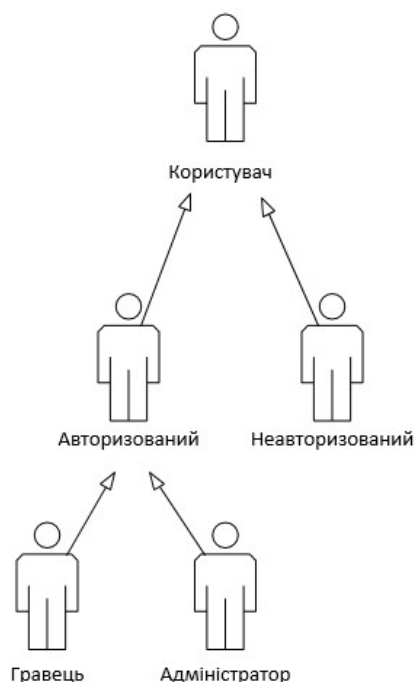 Користувач
Авторизований
Неавторизований
Гравець
Адміністратор